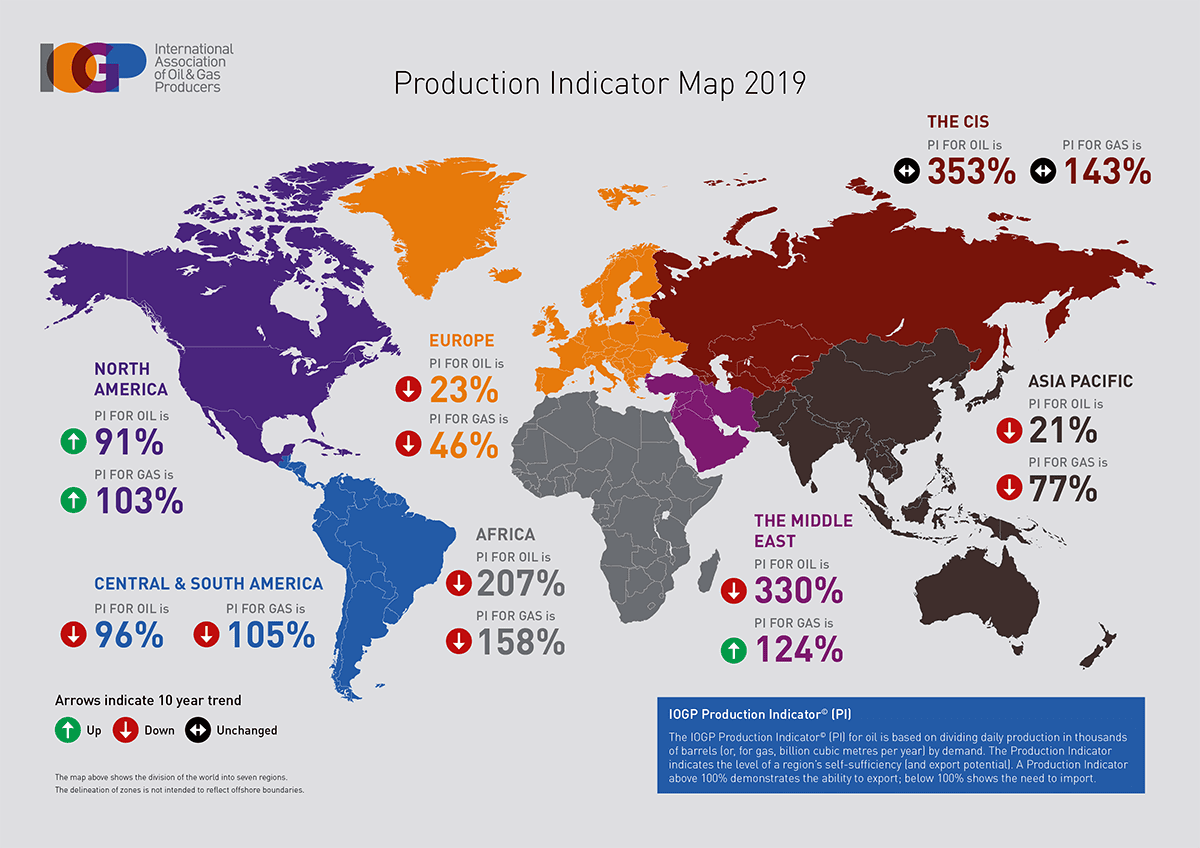 IOGP
International
Association
of Oil & Gas
Producers
Production Indicator Map 2019
THE CIS
PI FOR OIL is
353%
PI FOR GAS is
143%
EUROPE
PI FOR OIL is
23%
PI FOR GAS is
46%
NORTH
AMERICA
PI FOR OIL is
91%
PI FOR GAS is
103%
ASIA PACIFIC
PI FOR OIL is
21%
PI FOR GAS is
77%
AFRICA
PI FOR OIL is
207%
PI FOR GAS is
158%
THE MIDDLE
EAST
PI FOR OIL is
330%
PI FOR GAS is
124%
CENTRAL & SOUTH AMERICA
PI FOR OIL is
96%
PI FOR GAS is
105%
Arrows indicate 10 year trend
Up
Down
Unchanged
The map above shows the division of the world into seven regions.
The delineation of zones is not intended to reflect offshore boundaries.
IOGP Production Indicator© (PI)
The IOGP Production Indicator© (PI) for oil is based on dividing daily production in thousands
of barrels (or, for gas, billion cubic metres per year) by demand. The Production Indicator
indicates the level of a region's self-sufficiency (and export potential). A Production Indicator
above 100% demonstrates the ability to export; below 100% shows the need to import.